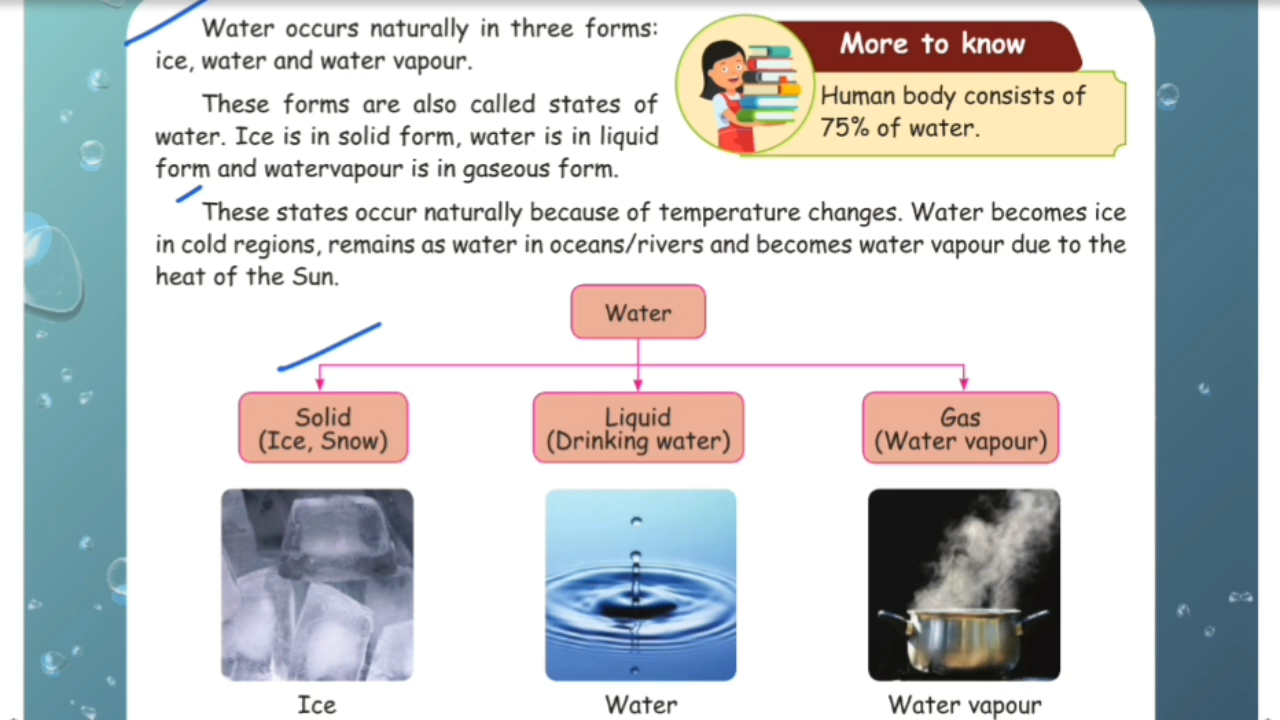 Water occurs naturally in three forms:
ice, water and water vapour.
These forms are also called states of
water. Ice is in solid form, water is in liquid
form and watervapour is in gaseous form.
More to know
Human body consists of
75% of water.
These states occur naturally because of temperature changes. Water becomes ice
in cold regions, remains as water in oceans/rivers and becomes water vapour due to the
heat of the Sun.
Water
Solid
(Ice, Snow)
Liquid
(Drinking water)
Gas
(Water vapour)
Ice
Water
Water vapour